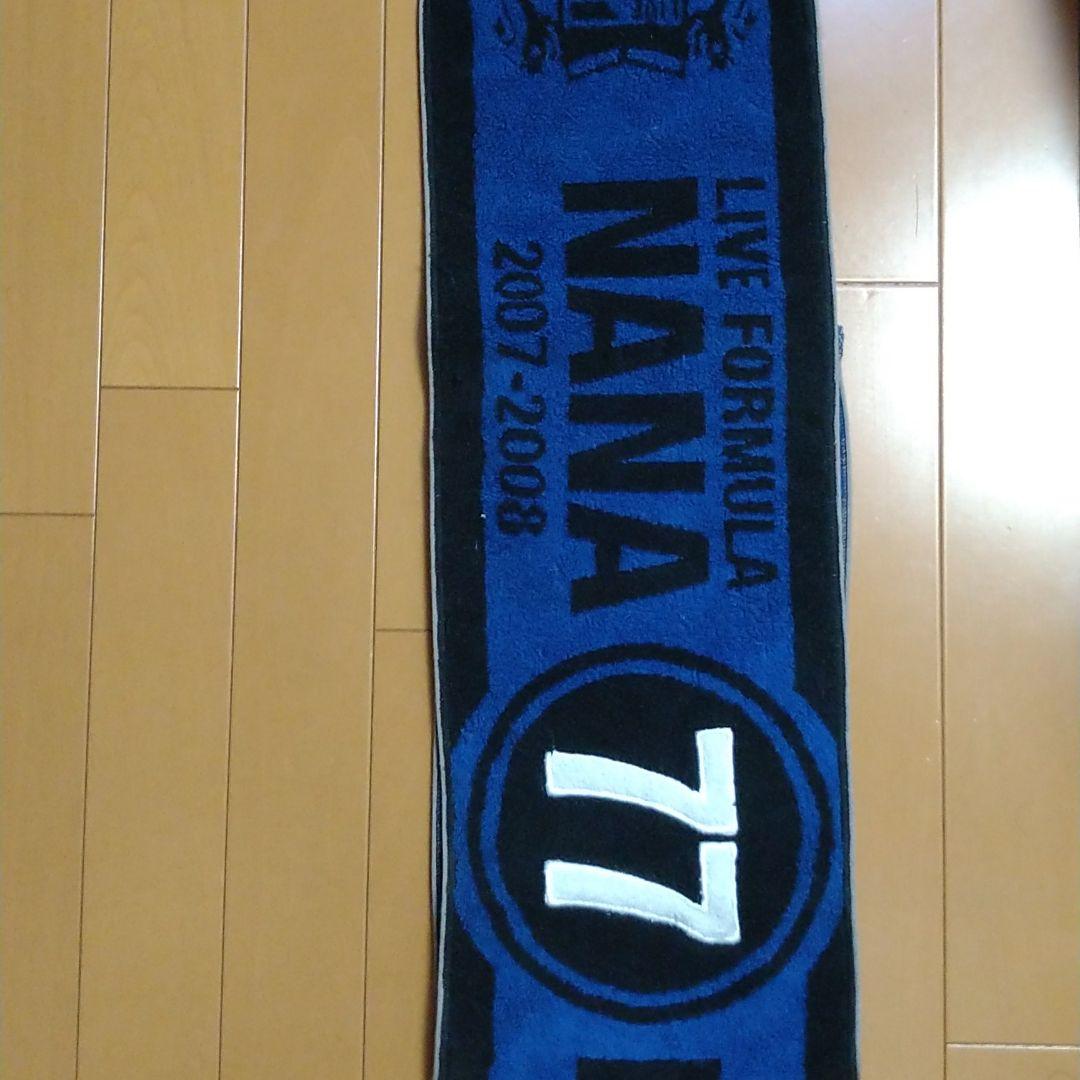 LIVE FORMULA
NANA
2007-2008
77